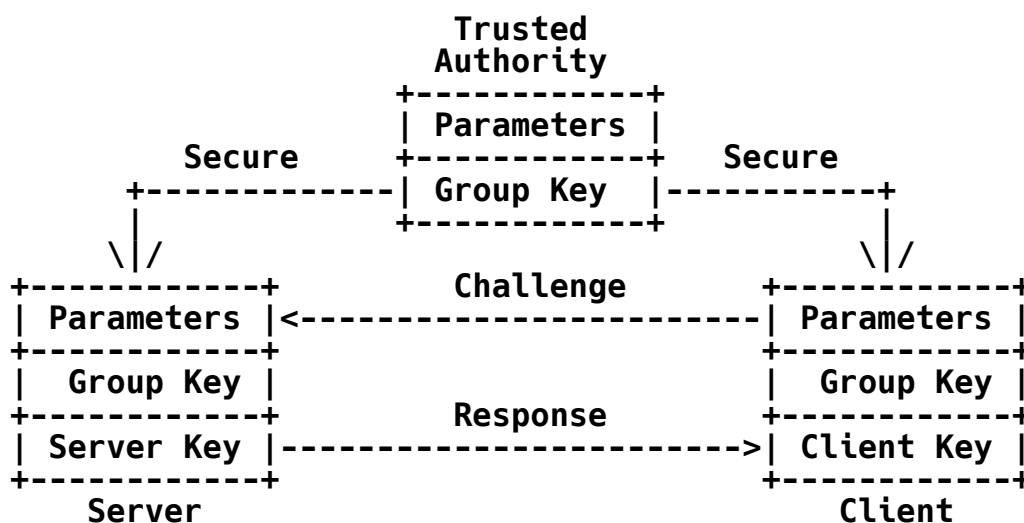 Trusted
Authority
Parameters
Secure
Secure
Group Key
Challenge
Parameters
Parameters
Group Key
Group Key
Response
Server Key
Client Key
Server
Client